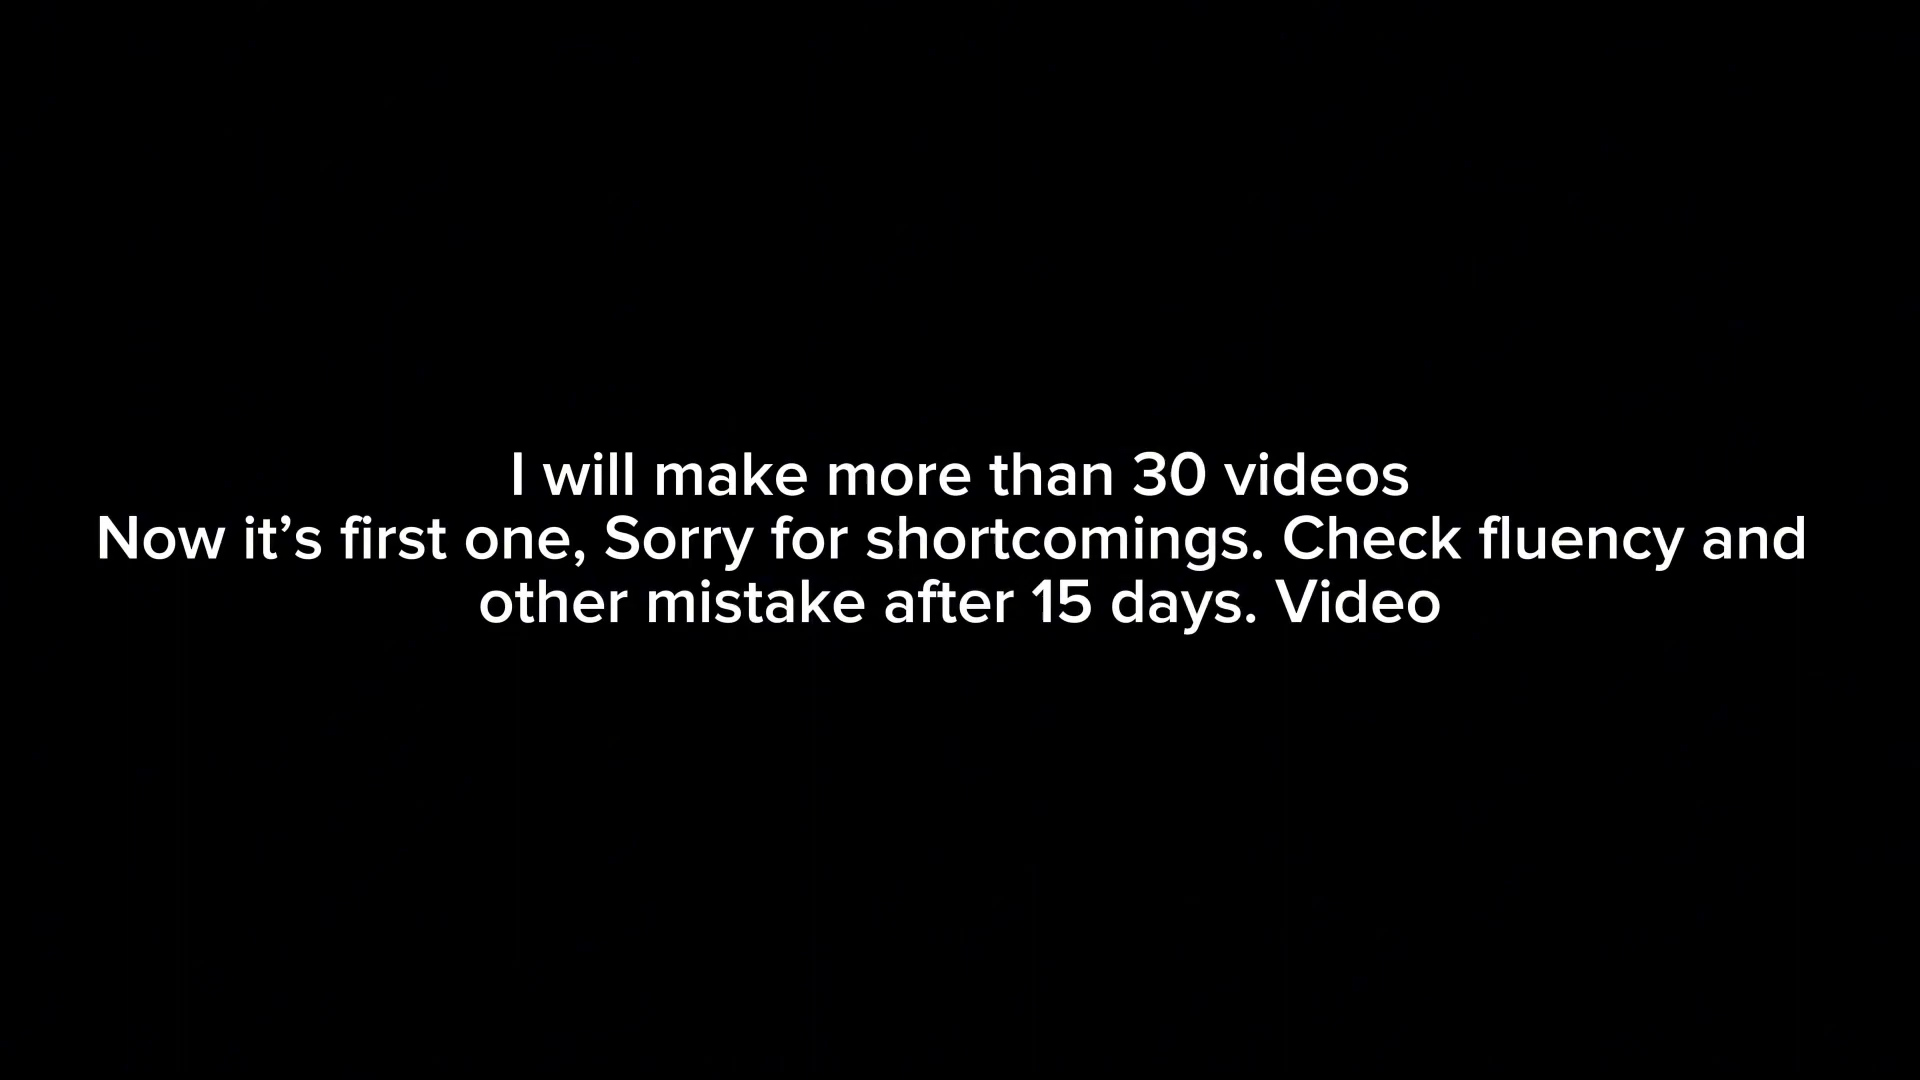 I will make more than 30 videos
Now it’s first one, Sorry for shortcomings. Check fluency and
other mistake after 15 days. Video